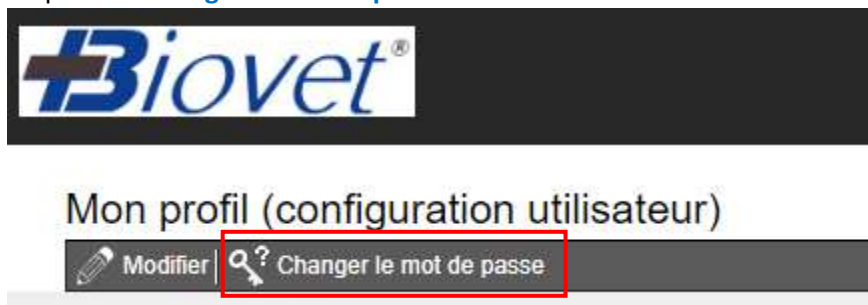 Biovet®
Mon profil (configuration utilisateur)
Modifier | Changer le mot de passe